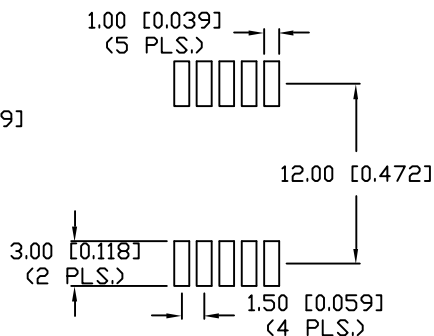 1.00 [0.039]
(5 PLS.)
9]
12.00 [0.472]
3.00 [0.118]
(2 PLS.)
1.50 [0.059]
(4 PLS.)